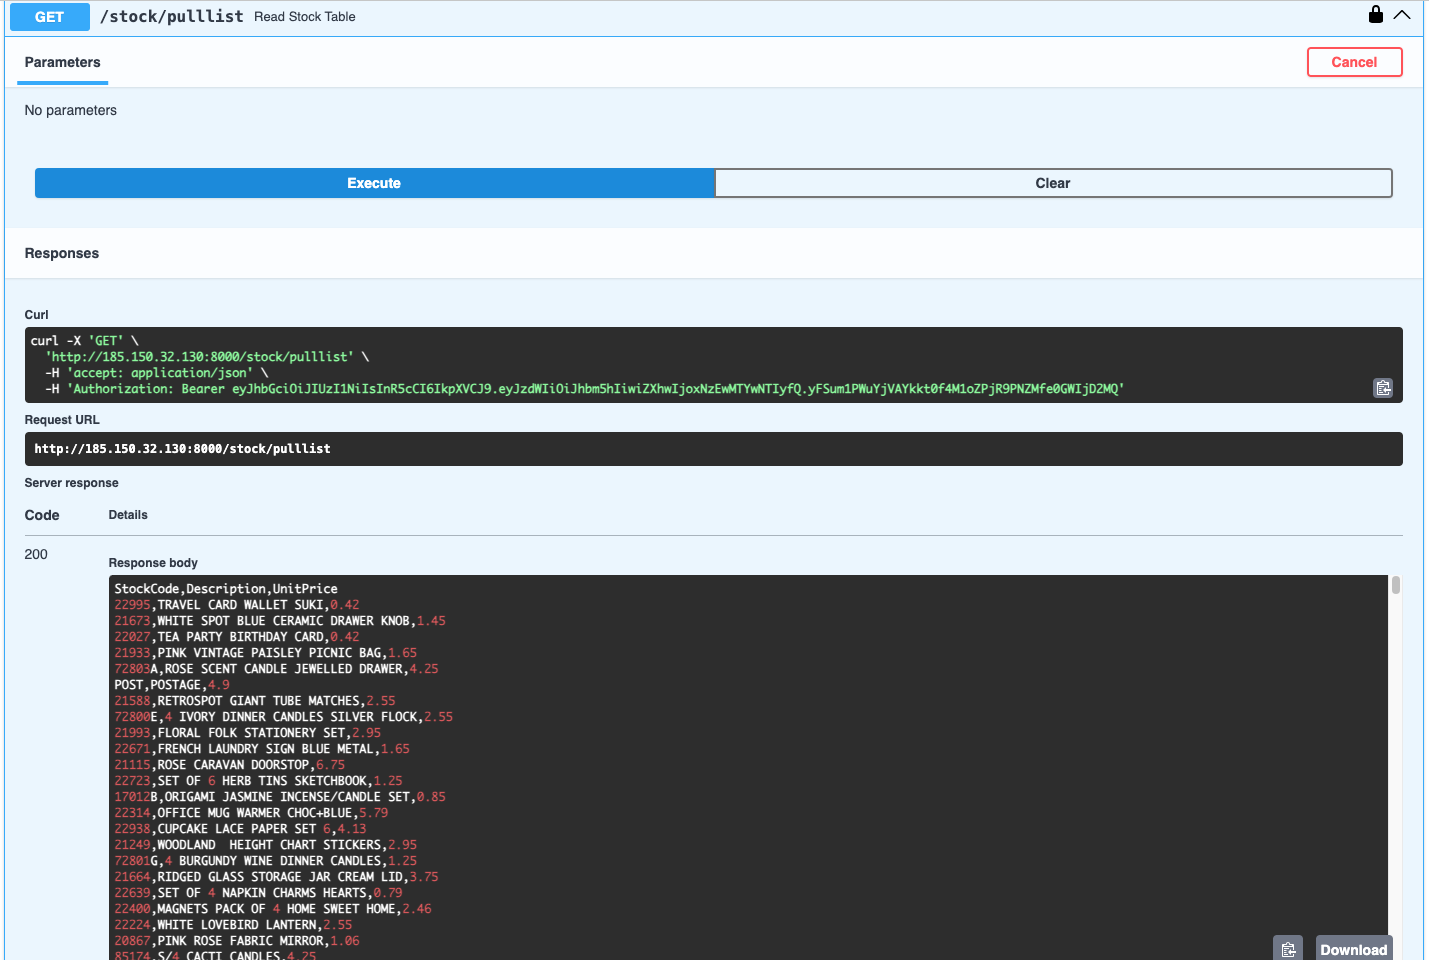 GET /stock/pulllist Read Stock Table
Parameters
Cancel
No parameters
Execute
Clear
Responses
Curl
curl -X 'GET' \
'http://185.150.32.130:8000/stock/pulllist' \
-H 'accept: application/json' \
-H 'Authorization: Bearer eyJhbGciOiJIUzI1NiIsInR5cCI6IkpXVCJ9.eyJzdWIiOiJhbm5hIiwiZXhwIjoxNzEwMTYwNTIyfQ.yFSum1PWuYjVAYkkt0f4M1oZPjR9PNZMfe0GWIjD2MQ'
Request URL
http://185.150.32.130:8000/stock/pulllist
Server response
Code Details
200
Response body
StockCode,Description,UnitPrice
22995,TRAVEL CARD WALLET SUKI,0.42
21673,WHITE SPOT BLUE CERAMIC DRAWER KNOB,1.45
22027,TEA PARTY BIRTHDAY CARD,0.42
21933,PINK VINTAGE PAISLEY PICNIC BAG,1.65
72803A,ROSE SCENT CANDLE JEWELLED DRAWER,4.25
POST,POSTAGE,4.9
21588,RETROSPOT GIANT TUBE MATCHES,2.55
72800E,4 IVORY DINNER CANDLES SILVER FLOCK,2.55
21993,FLORAL FOLK STATIONERY SET,2.95
22671,FRENCH LAUNDRY SIGN BLUE METAL,1.65
21115,ROSE CARAVAN DOORSTOP,6.75
22723,SET OF 6 HERB TINS SKETCHBOOK,1.25
17012B,ORIGAMI JASMINE INCENSE/CANDLE SET,0.85
22314,OFFICE MUG WARMER CHOC+BLUE,5.79
22938,CUPCAKE LACE PAPER SET 6,4.13
21249,WOODLAND  HEIGHT CHART STICKERS,2.95
72801G,4 BURGUNDY WINE DINNER CANDLES,1.25
21664,RIDGED GLASS STORAGE JAR CREAM LID,3.75
22639,SET OF 4 NAPKIN CHARMS HEARTS,0.79
22400,MAGNETS PACK OF 4 HOME SWEET HOME,2.46
22224,WHITE LOVEBIRD LANTERN,2.55
20867,PINK ROSE FABRIC MIRROR,1.06
85174,S/4 CACTI CANDLES,4.25
Download